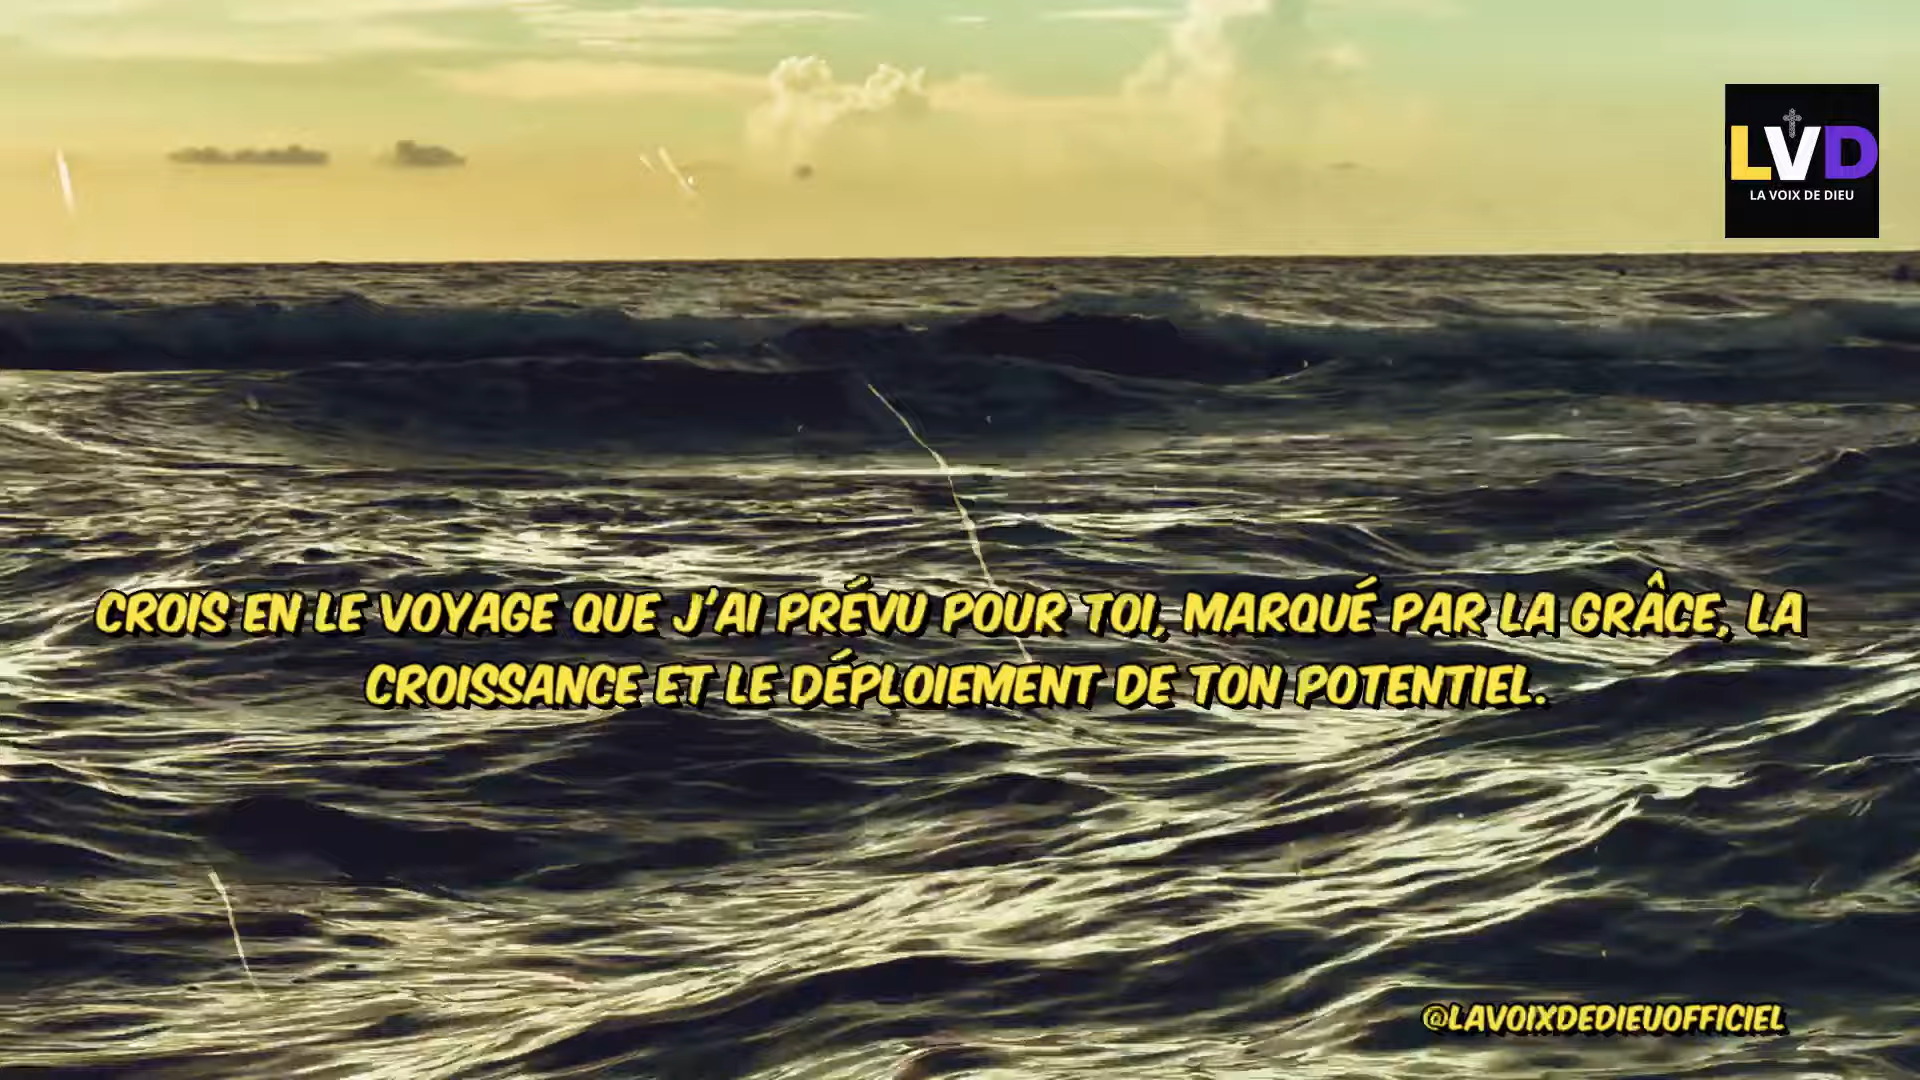 LVD
LA VOIX DE DIEU
CROIS EN LE VOYAGE QUE J'AI PRÉVU POUR TOI, MARQUÉ PAR LA GRÂCE, LA
CROISSANCE ET LE DÉPLOIEMENT DE TON POTENTIEL.
@LAVOIXDEDIEUOFFICIEL